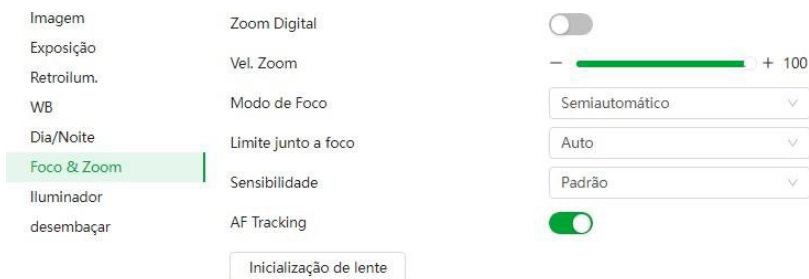 Imagem
Exposição
Retroilum.
WB
Dia/Noite
Foco & Zoom
Iluminador
desembaçar
Zoom Digital
Vel. Zoom − + 100
Modo de Foco Semiautomático
Limite junto a foco Auto
Sensibilidade Padrão
AF Tracking
Inicialização de lente